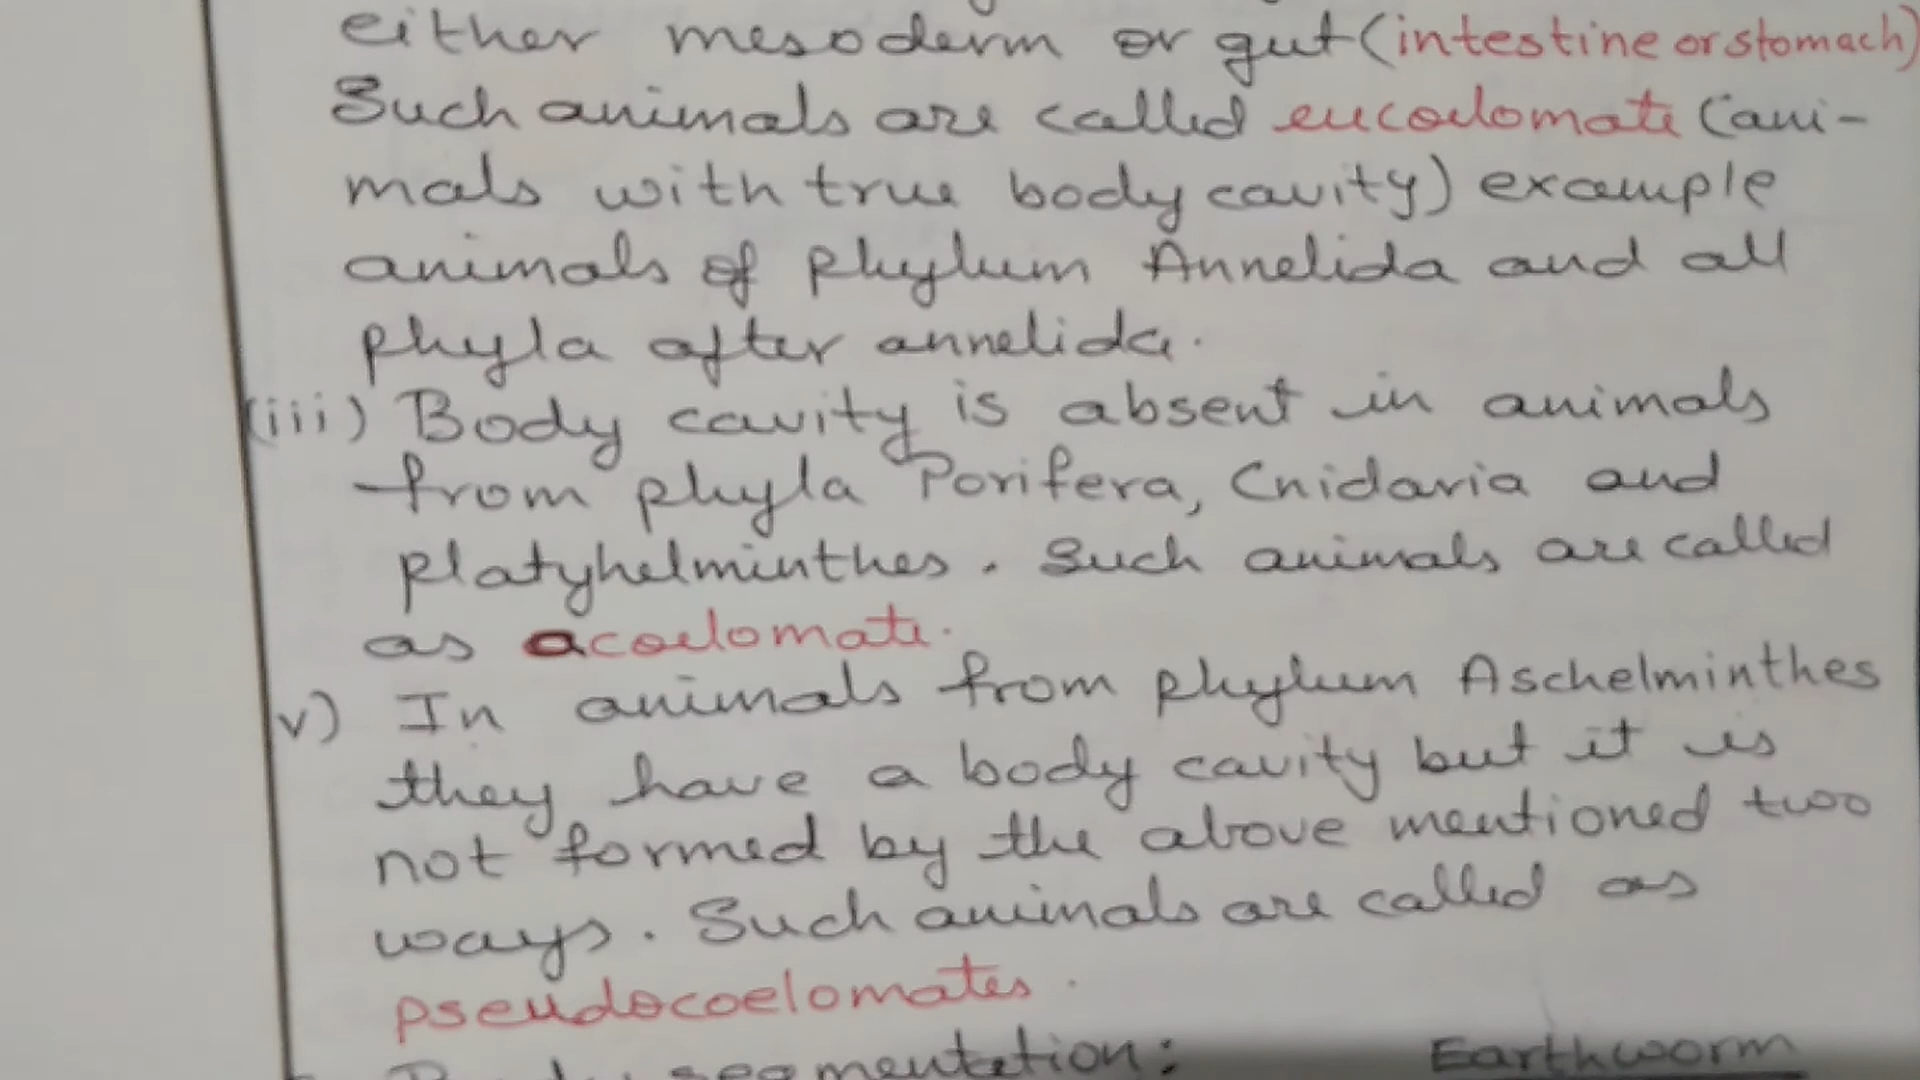 either mesoderm or gut (intestine or stomach)
Such animals are called eucoelomate (ani-
mals with true body cavity) example
animals of phylum Annelida and all
phyla after annelida.
(iii) Body cavity is absent in animals
from phyla Porifera, Cnidaria and
platyhelminthes. Such animals are called
as acoelomate.
v) In animals from phylum Aschelminthes
they have a body cavity but it is
not formed by the above mentioned two
ways. Such animals are called as
pseudocoelomates.
segmentation: Earthworm